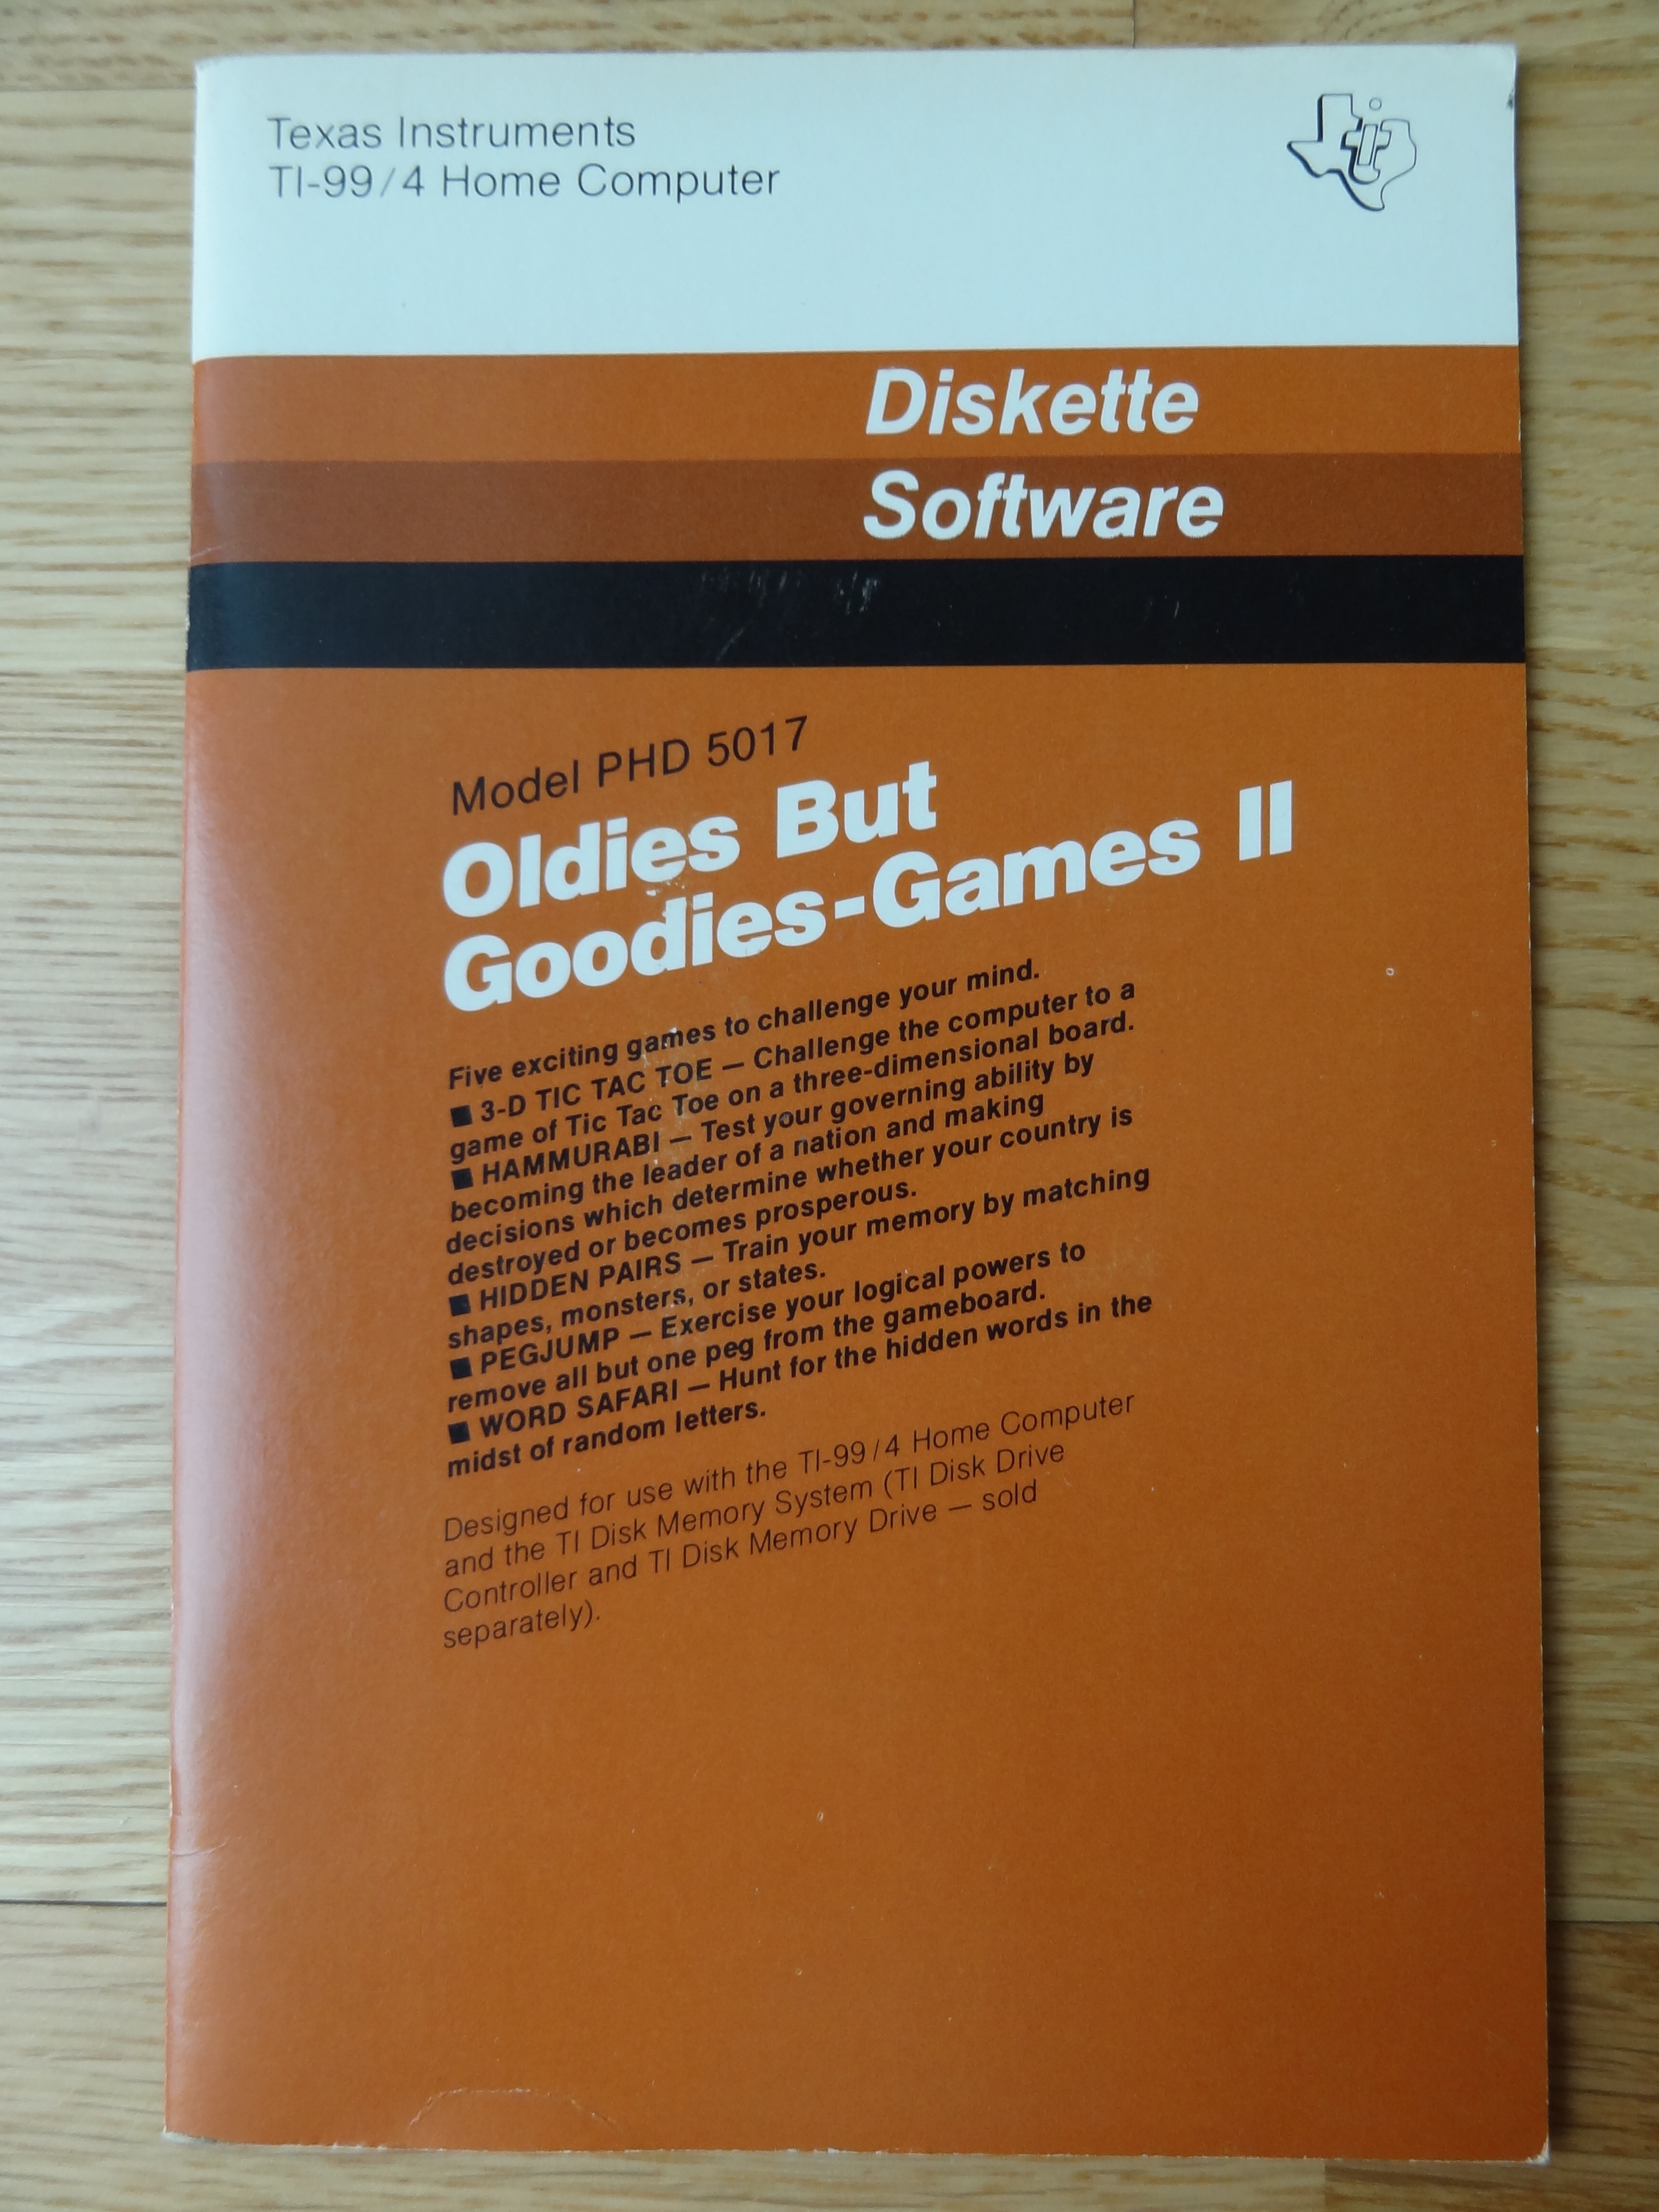 Texas Instruments
TI-99/4 Home Computer
Diskette
Software
Model PHD 5017
Oldies But
Goodies-Games II
Five exciting games to challenge your mind.
■ 3-D TIC TAC TOE — Challenge the computer to a
game of Tic Tac Toe on a three-dimensional board.
■ HAMMURABI — Test your governing ability by
becoming the leader of a nation and making
decisions which determine whether your country is
destroyed or becomes prosperous.
■ HIDDEN PAIRS — Train your memory by matching
shapes, monsters, or states.
■ PEGJUMP — Exercise your logical powers to
remove all but one peg from the gameboard.
■ WORD SAFARI — Hunt for the hidden words in the
midst of random letters.
Designed for use with the TI-99/4 Home Computer
and the TI Disk Memory System (TI Disk Drive
Controller and TI Disk Memory Drive — sold
separately).